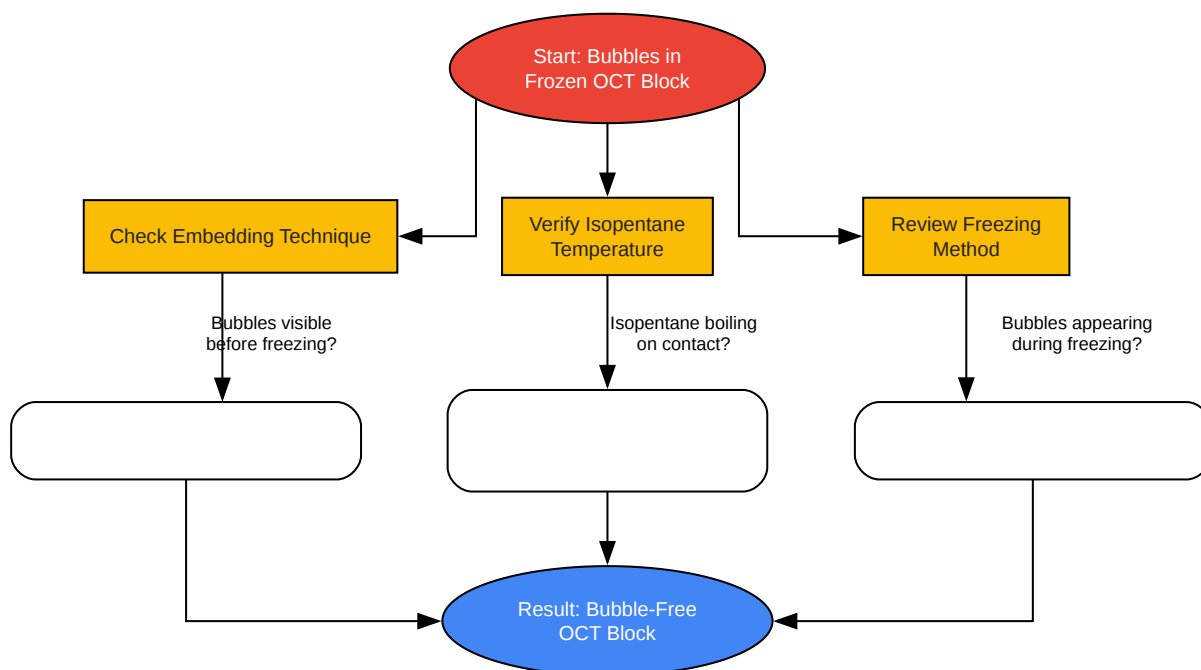 Start: Bubbles in
Frozen OCT Block
Check Embedding Technique
Verify Isopentane
Temperature
Review Freezing
Method
Bubbles visible
before freezing?
Isopentane boiling
on contact?
Bubbles appearing
during freezing?
Result: Bubble-Free
OCT Block